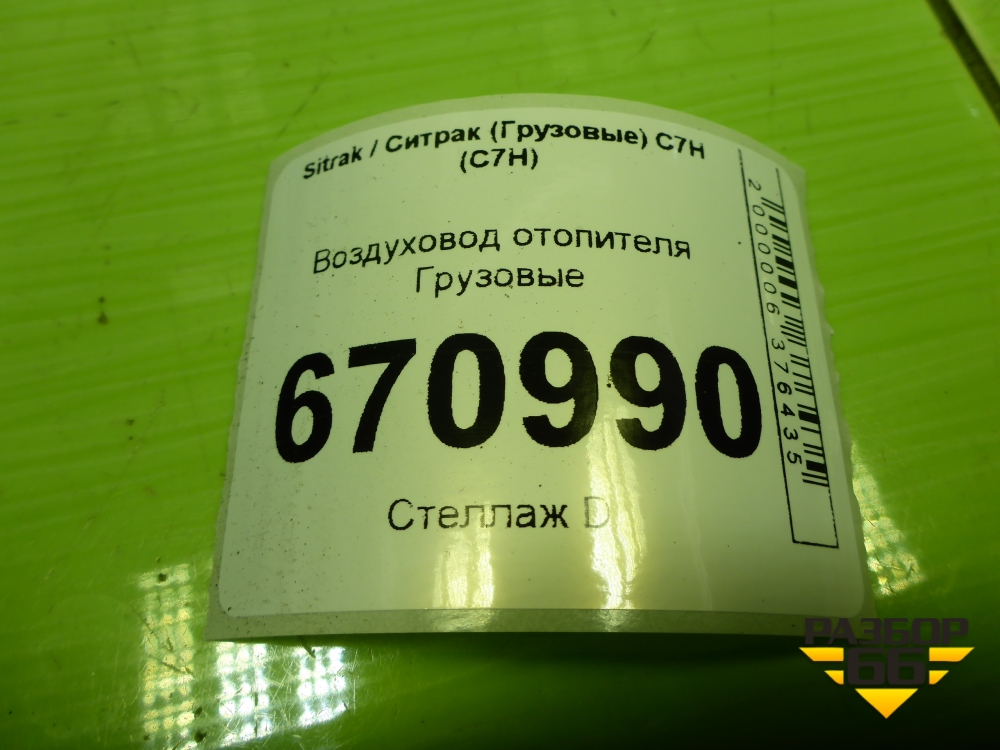 Sitrak / Ситрак (Грузовые) C7H
(C7H)
Воздуховод отопителя
Грузовые
670990
Стеллаж D
2000006376435
РАЗБОР
66